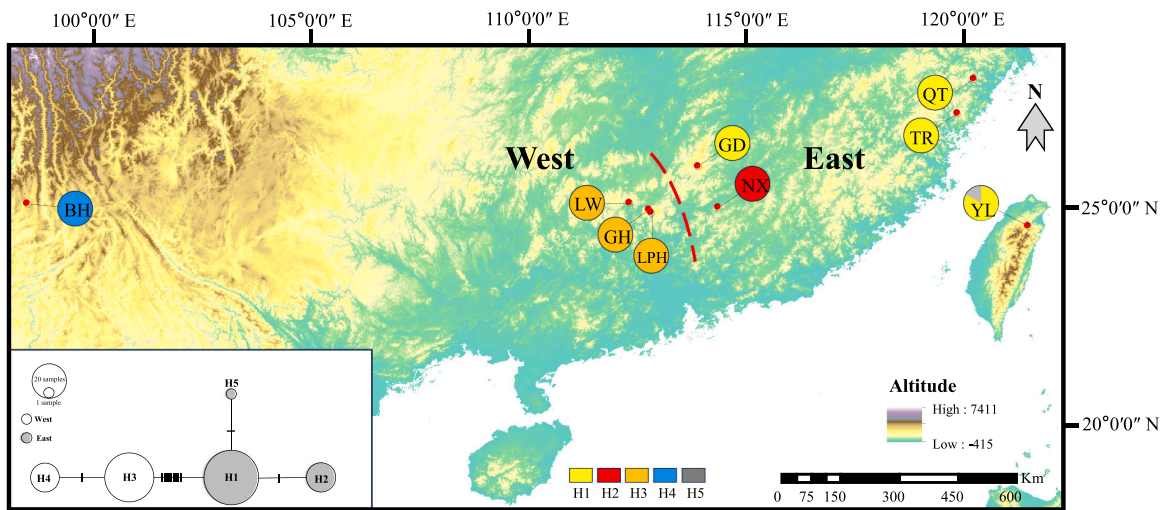 100°0′0″ E 105°0′0″ E 110°0′0″ E 115°0′0″ E 120°0′0″ E
QT
N
TR
GD
West
East
NX
YL
BH
LW
25°0′0″ N
GH
LPH
20 samples
1 sample
West
East
H5
H4
H3
H1
H2
Altitude
High : 7411
Low : -415
20°0′0″ N
H1 H2 H3 H4 H5
Km
0 75 150 300 450 600